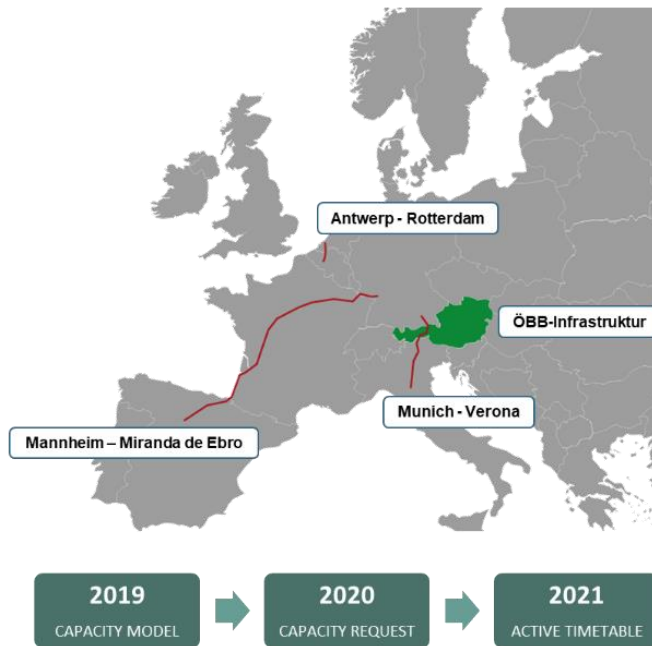 Antwerp - Rotterdam
ÖBB-Infrastruktur
Munich - Verona
Mannheim – Miranda de Ebro
2019
CAPACITY MODEL
2020
CAPACITY REQUEST
2021
ACTIVE TIMETABLE